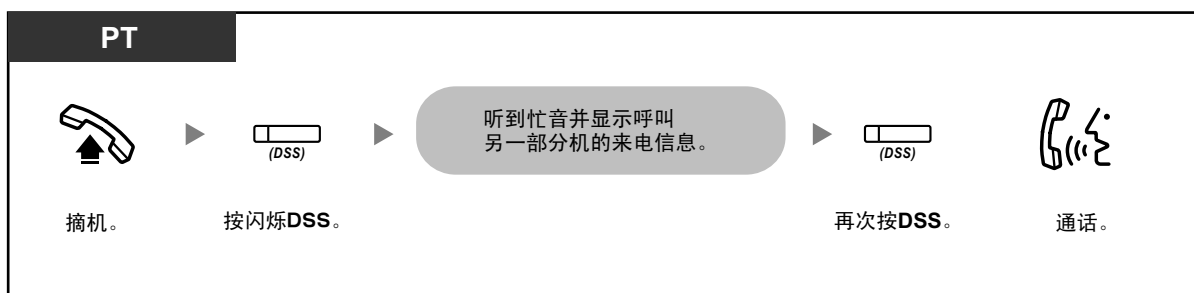 PT
(DSS)
听到忙音并显示呼叫
另一部分机的来电信息。
(DSS)
摘机。
按闪烁DSS。
再次按DSS。
通话。